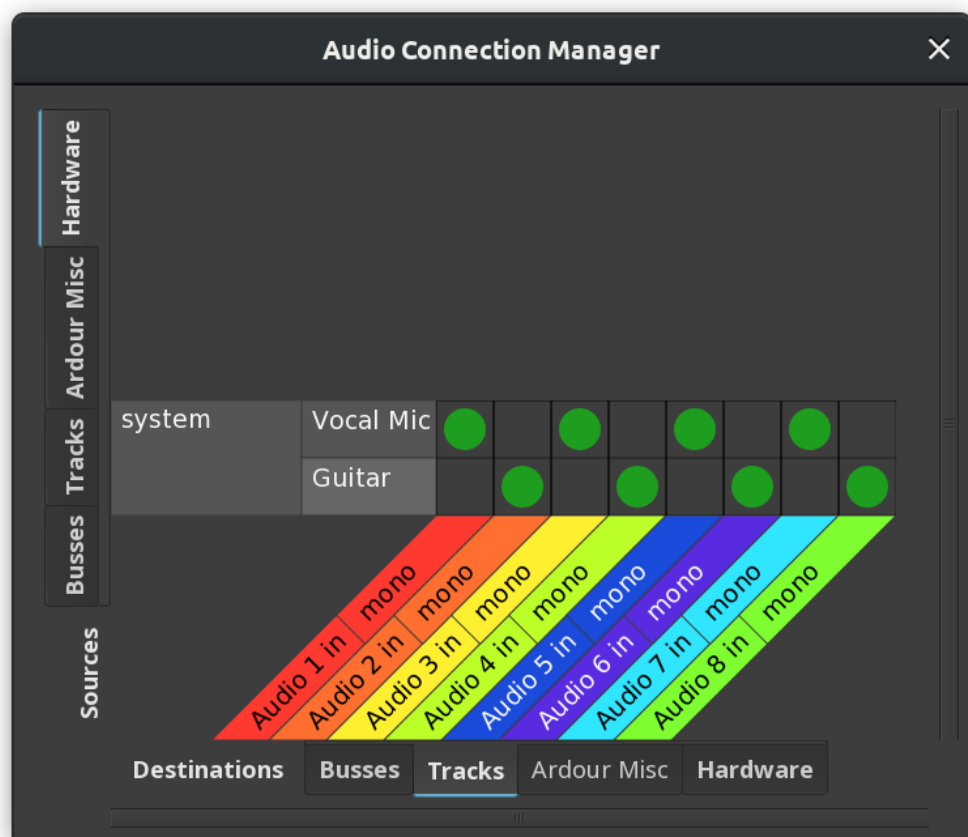 Audio Connection Manager
Hardware
Ardour Misc
Tracks
Busses
Sources
system
Vocal Mic
Guitar
Audio 1 in mono
Audio 2 in mono
Audio 3 in mono
Audio 4 in mono
Audio 5 in mono
Audio 6 in mono
Audio 7 in mono
Audio 8 in mono
Destinations Busses Tracks Ardour Misc Hardware